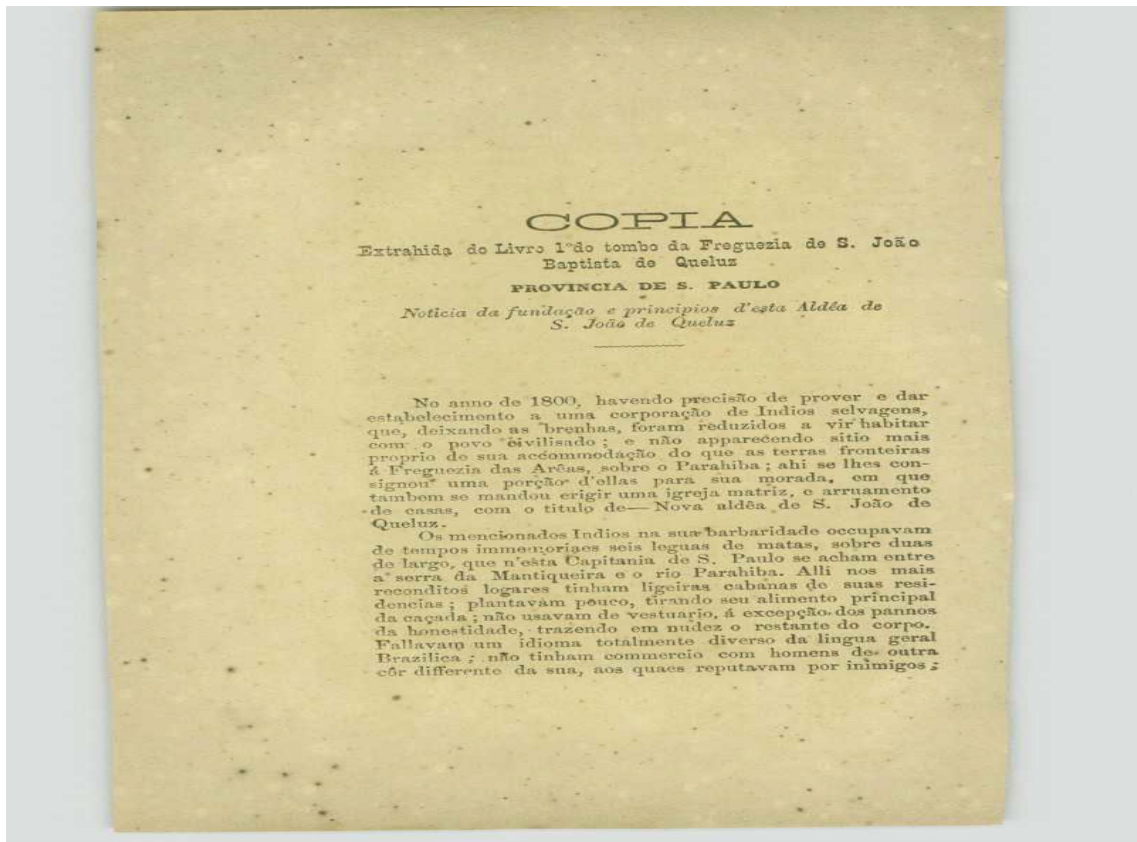 COPIA
Extrahida do Livro 1º do tombo da Freguezia de S. João
Baptista de Queluz
PROVINCIA DE S. PAULO
Noticia da fundação e principios d'esta Aldêa de
S. João de Queluz
No anno de 1800, havendo precisão de prover e dar
estabelecimento a uma corporação de Indios selvagens,
que, deixando as brenhas, foram reduzidos a vir habitar
com o povo civilisado ; e não apparecendo sitio mais
proprio de sua accommodação do que as terras fronteiras
á Freguezia das Arêas, sobre o Parahiba ; ahi se lhes con-
signou uma porção d'ellas para sua morada, em que
tambem se mandou erigir uma igreja matriz, e arruamento
de casas, com o titulo de— Nova aldêa de S. João de
Queluz.
Os mencionados Indios na sua barbaridade occupavam
de tempos immemoriaes seis leguas de matas, sobre duas
de largo, que n'esta Capitania de S. Paulo se acham entre
a serra da Mantiqueira e o rio Parahiba. Alli nos mais
reconditos logares tinham ligeiras cabanas de suas resi-
dencias ; plantavam pouco, tirando seu alimento principal
da caçada ; não usavam de vestuario, á excepção dos pannos
da honestidade, trazendo em nudez o restante do corpo.
Fallavam um idioma totalmente diverso da lingua geral
Brazilica ; não tinham commercio com homens de outra
côr differente da sua, aos quaes reputavam por inimigos ;